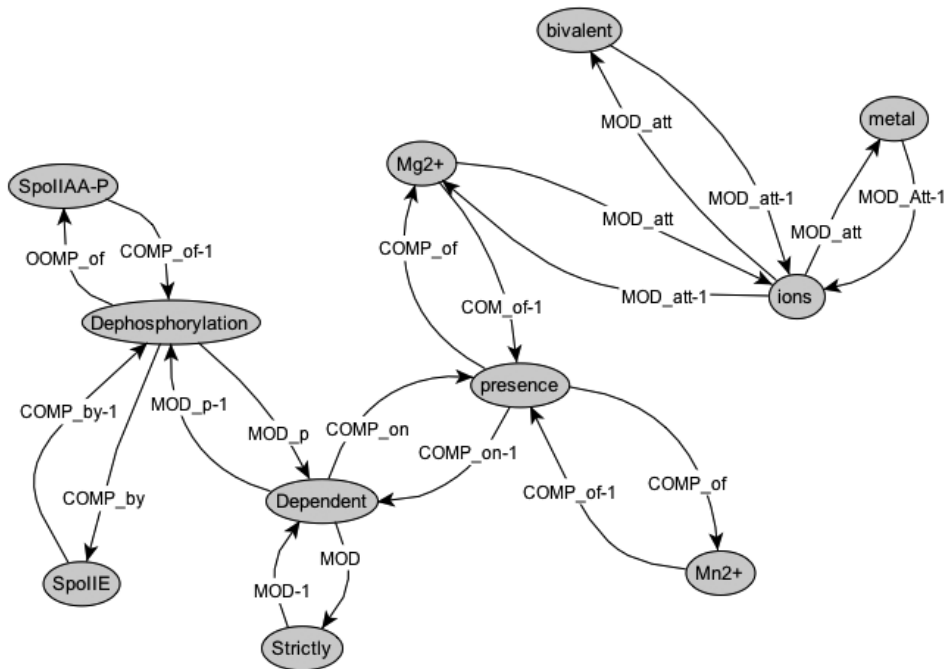 bivalent
metal
MOD_att
Mg2+
SpoIIAA-P
MOD_att-1
MOD_Att-1
MOD_att
MOD_att
COMP_of
COMP_of-1
OOMP_of
ions
MOD_att-1
COM_of-1
Dephosphorylation
presence
MOD_p-1
COMP_by-1
COMP_on
MOD_p
COMP_on-1
COMP_of
COMP_of-1
COMP_by
Dependent
MOD
Mn2+
SpoIIE
MOD-1
Strictly